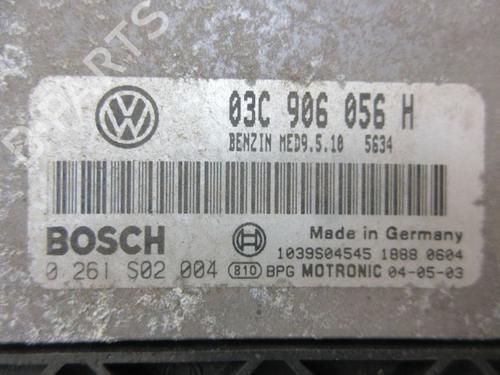 03C 906 056 H
BENZIN MED9.5.10 5634
BOSCH
Made in Germany
1039S04545 1888 0604
0 261 S02 004 810 BPG MOTRONIC 04-05-03